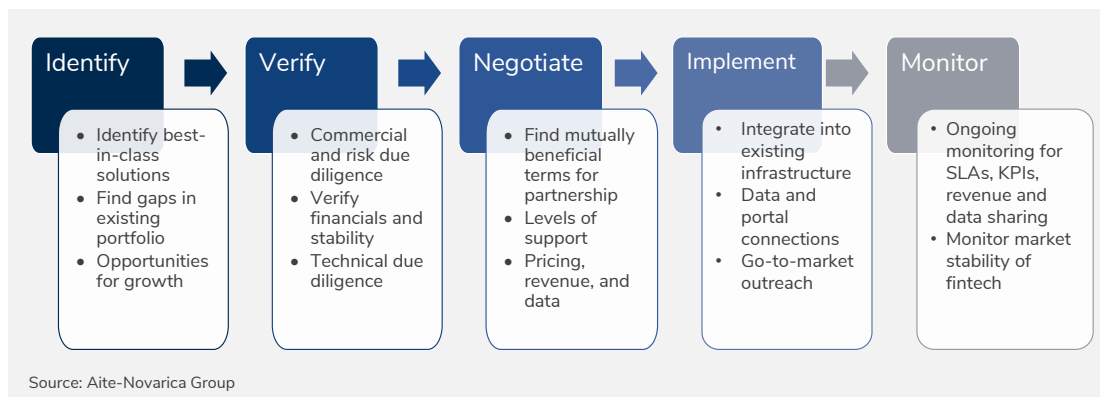 Identify
• Identify best-
in-class
solutions
• Find gaps in
existing
portfolio
• Opportunities
for growth
Verify
• Commercial
and risk due
diligence
• Verify
financials and
stability
• Technical due
diligence
Negotiate
• Find mutually
beneficial
terms for
partnership
• Levels of
support
• Pricing,
revenue, and
data
Implement
• Integrate into
existing
infrastructure
• Data and
portal
connections
• Go-to-market
outreach
Monitor
• Ongoing
monitoring for
SLAs, KPIs,
revenue and
data sharing
• Monitor market
stability of
fintech
Source: Aite-Novarica Group